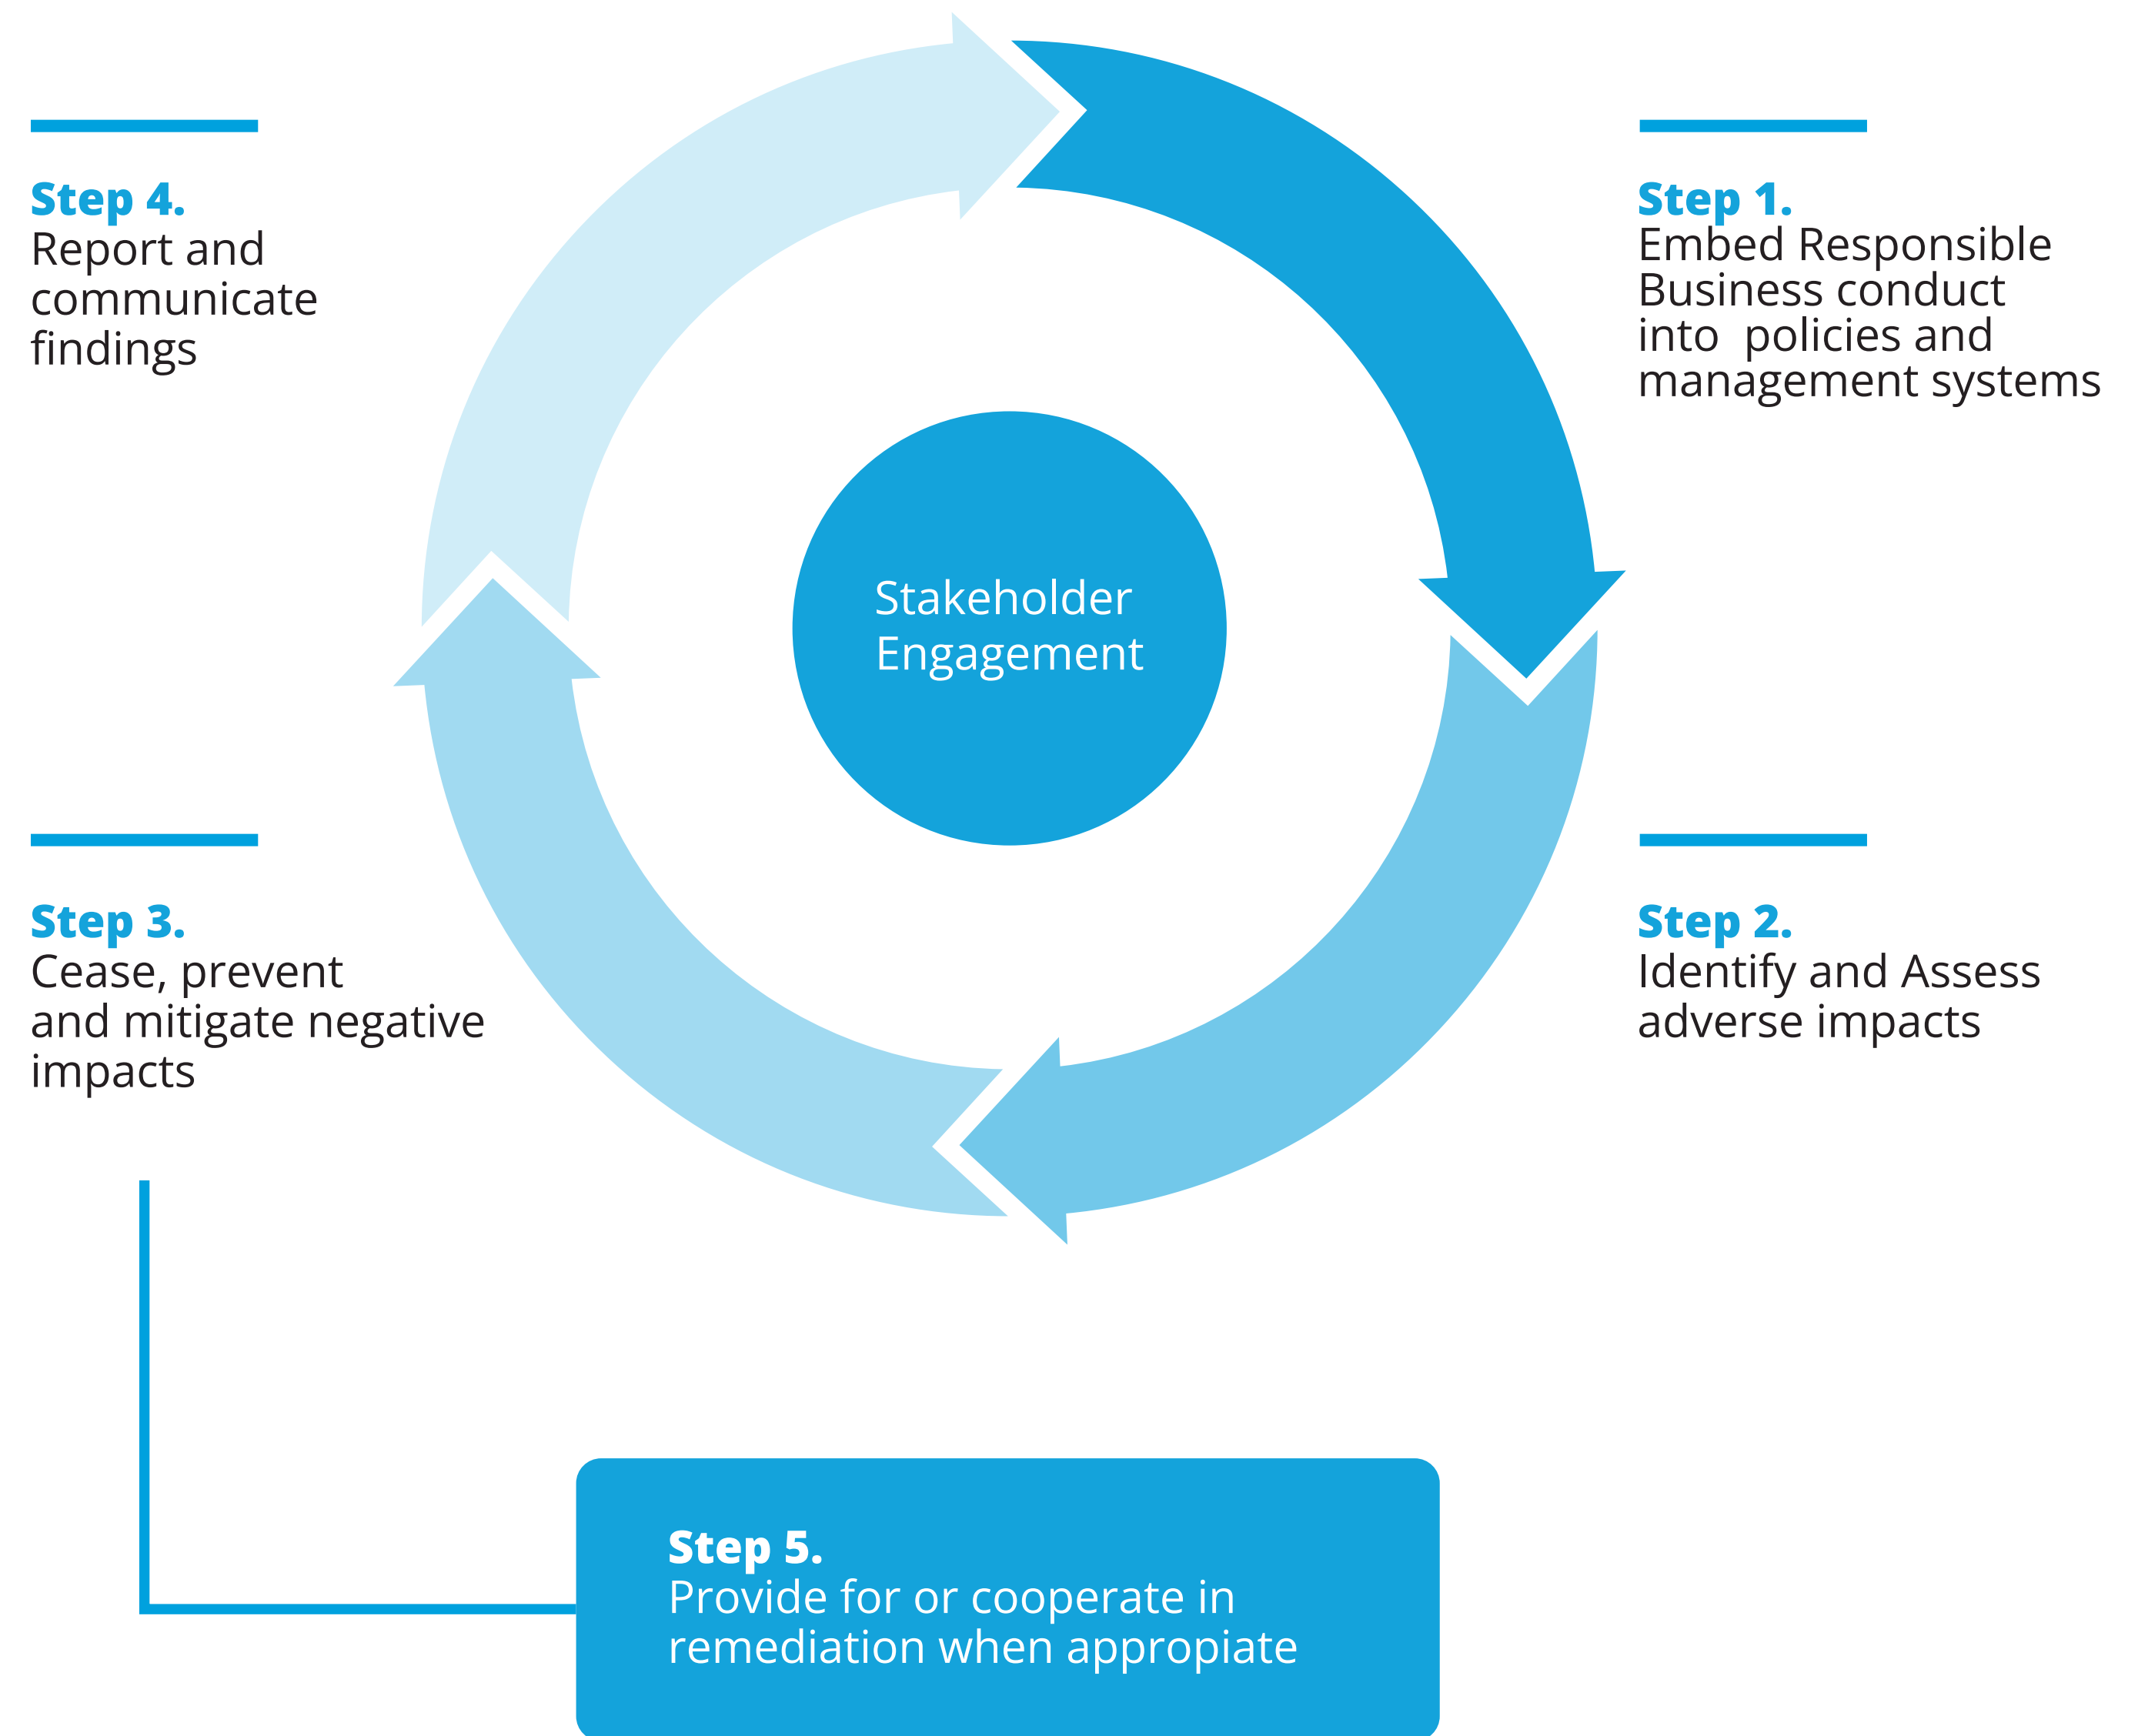 Step 4.
Report and
communicate
findings
Step 1.
Embed Responsible
Business conduct
into  policies and
management systems
Stakeholder
Engagement
Step 3.
Cease, prevent
and mitigate negative
impacts
Step 2.
Identify and Assess
adverse impacts
Step 5.
Provide for or cooperate in
remediation when appropiate